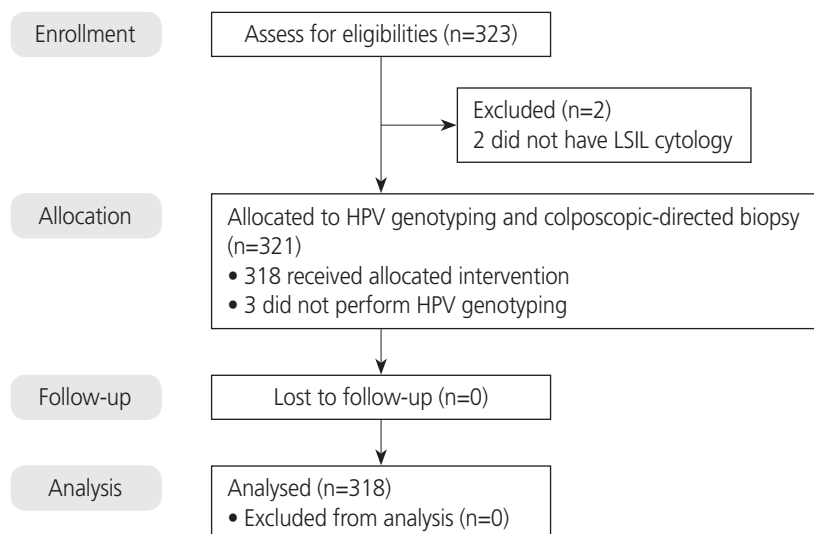 Enrollment
Assess for eligibilities (n=323)
Excluded (n=2)
2 did not have LSIL cytology
Allocation
Allocated to HPV genotyping and colposcopic-directed biopsy
(n=321)
• 318 received allocated intervention
• 3 did not perform HPV genotyping
Follow-up
Lost to follow-up (n=0)
Analysis
Analysed (n=318)
• Excluded from analysis (n=0)